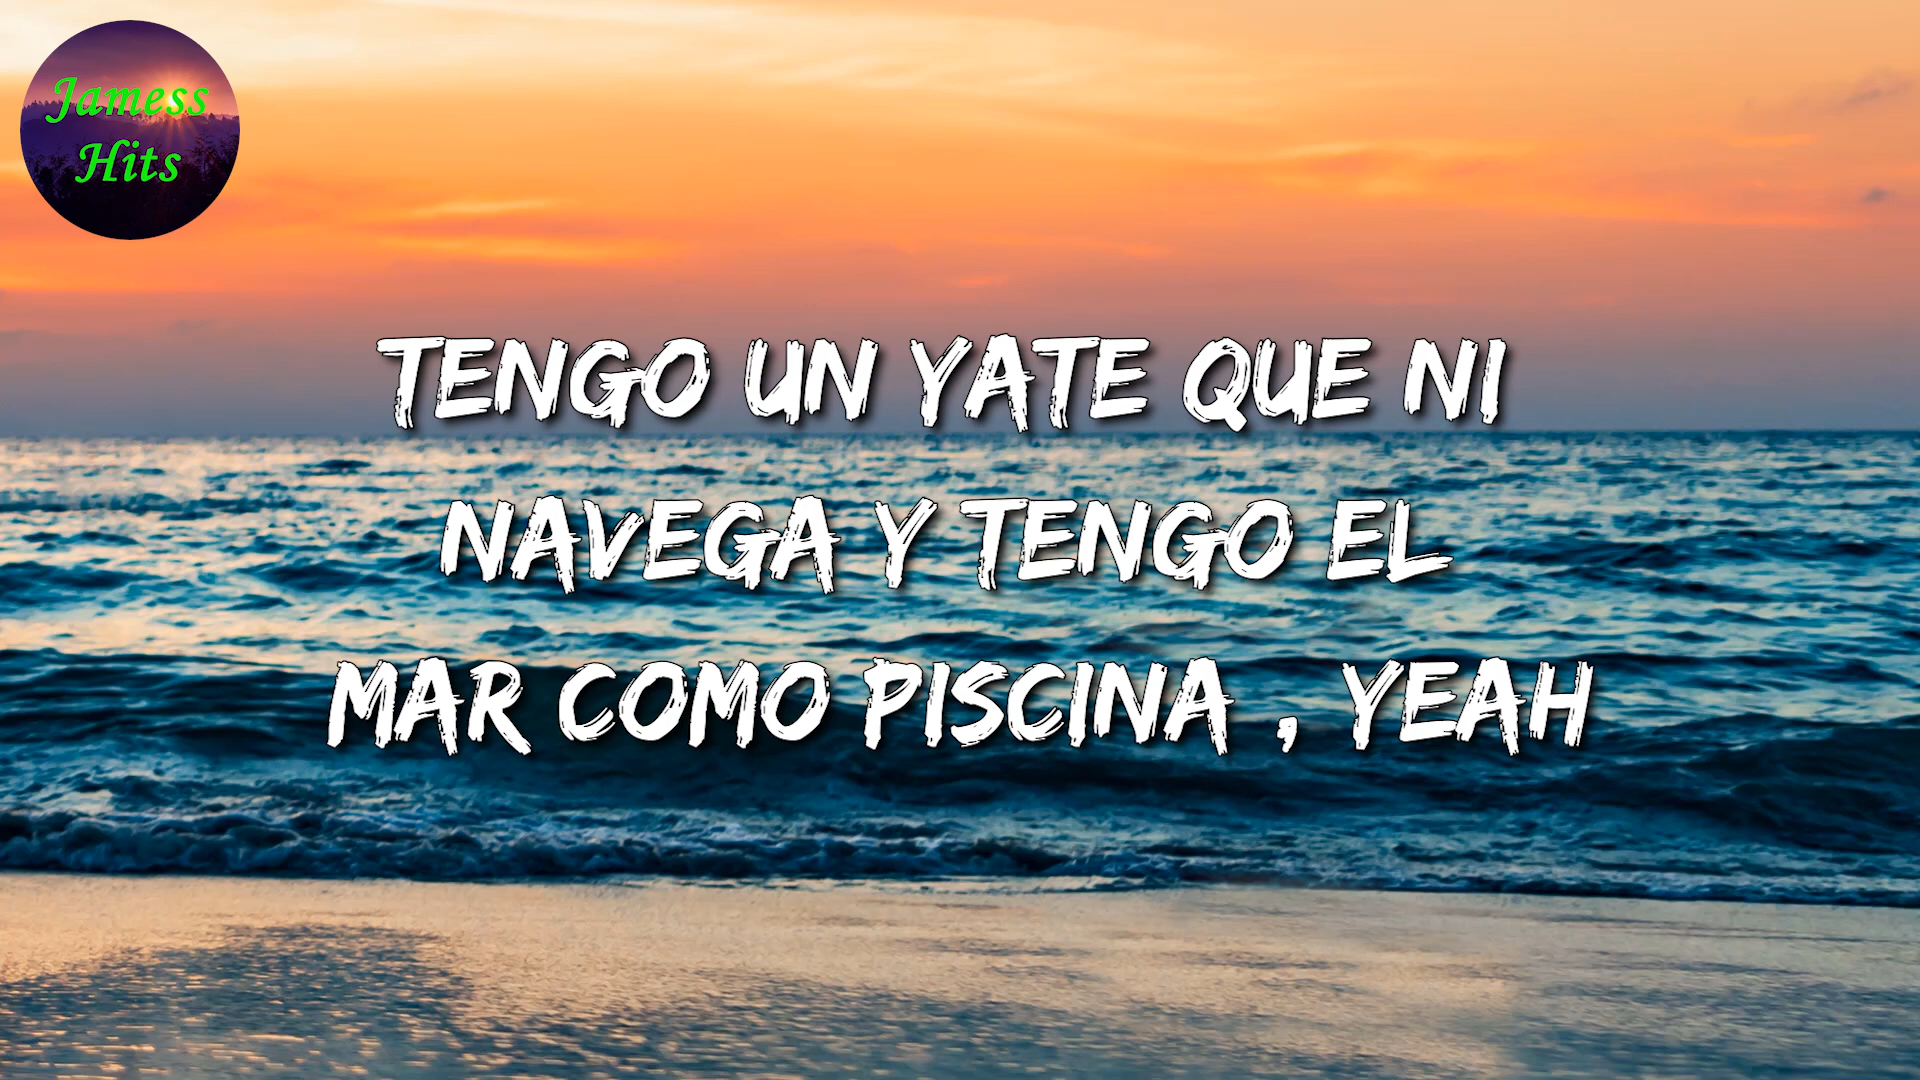 Jamess
Hits
TENGO UN YATE QUE NI
NAVEGA Y TENGO EL
MAR COMO PISCINA , YEAH